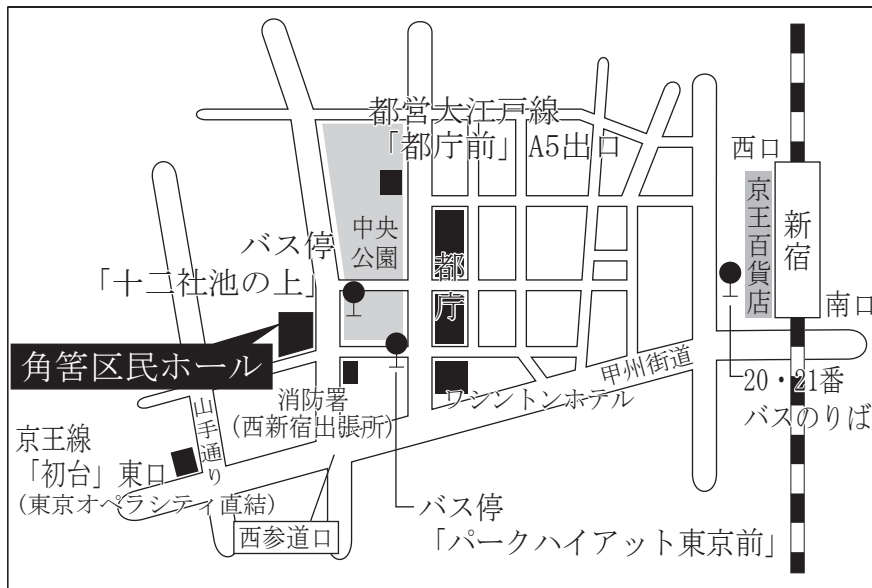 都営大江戸線
「都庁前」A5出口
西口
京王百貨店
新宿
中央
公園
バス停
「十二社池の上」
都庁
南口
角筈区民ホール
甲州街道
20・21番
バスのりば
消防署
(西新宿出張所)
ワシントンホテル
山手通り
京王線
「初台」東口
(東京オペラシティ直結)
西参道口
バス停
「パークハイアット東京前」